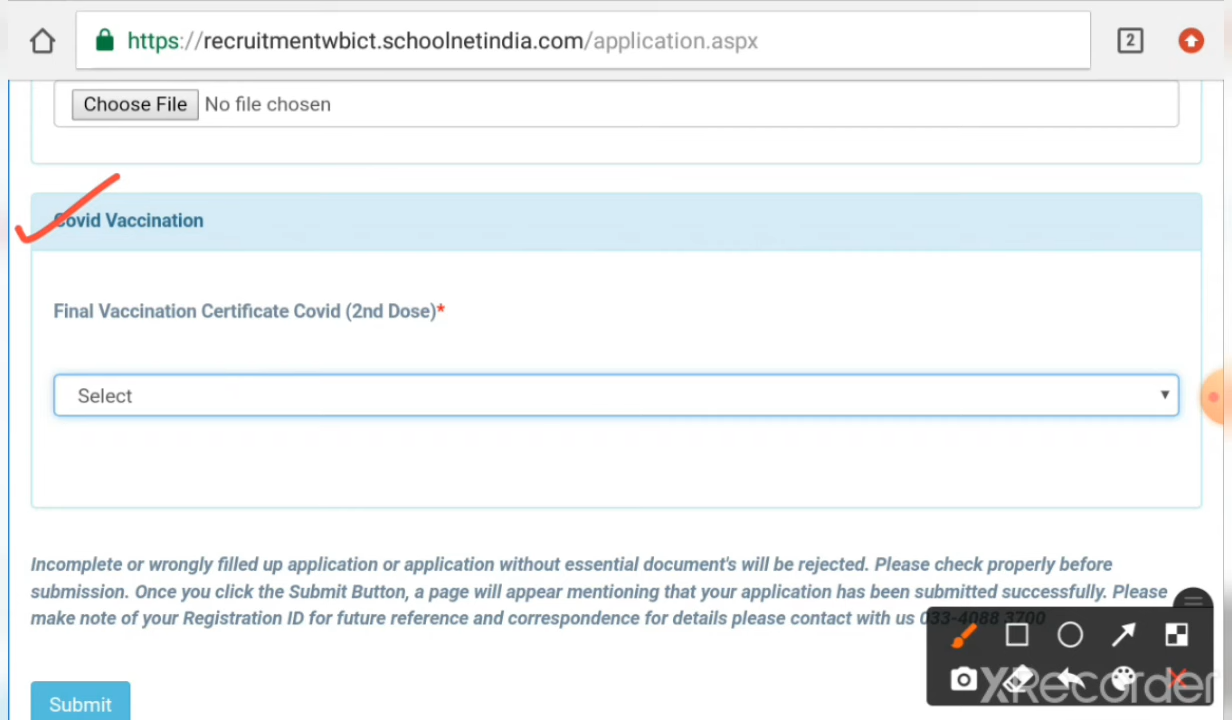 https://recruitmentwbict.schoolnetindia.com/application.aspx
2
Choose File No file chosen
Covid Vaccination
Final Vaccination Certificate Covid (2nd Dose)*
Select
Incomplete or wrongly filled up application or application without essential document's will be rejected. Please check properly before
submission. Once you click the Submit Button, a page will appear mentioning that your application has been submitted successfully. Please
make note of your Registration ID for future reference and correspondence for details please contact with us 033-4088 3700
XRecorder
Submit